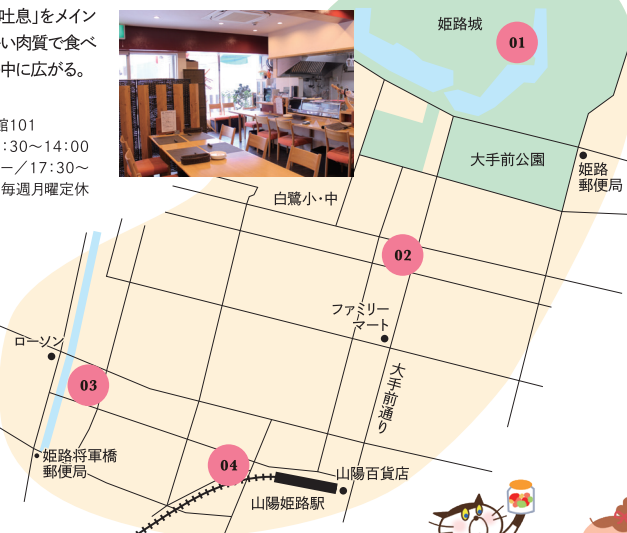 吐息」をメイン
い肉質で食べ
中に広がる。
館101
:30〜14:00
ー／17:30〜
毎週月曜定休
姫路城
01
大手前公園
姫路
郵便局
白鷺小・中
02
ファミリー
マート
ローソン
03
大手前通り
姫路将軍橋
郵便局
04
山陽百貨店
山陽姫路駅